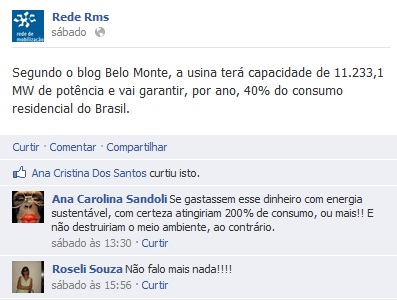 Rede Rms
sábado
rede de
mobilização
Segundo o blog Belo Monte, a usina terá capacidade de 11.233,1
MW de potência e vai garantir, por ano, 40% do consumo
residencial do Brasil.
Curtir · Comentar · Compartilhar
Ana Cristina Dos Santos curtiu isto.
Ana Carolina Sandoli Se gastassem esse dinheiro com energia
sustentável, com certeza atingiriam 200% de consumo, ou mais!! E
não destruiriam o meio ambiente, ao contrário.
sábado às 13:30 · Curtir
Roseli Souza Não falo mais nada!!!!
sábado às 15:56 · Curtir